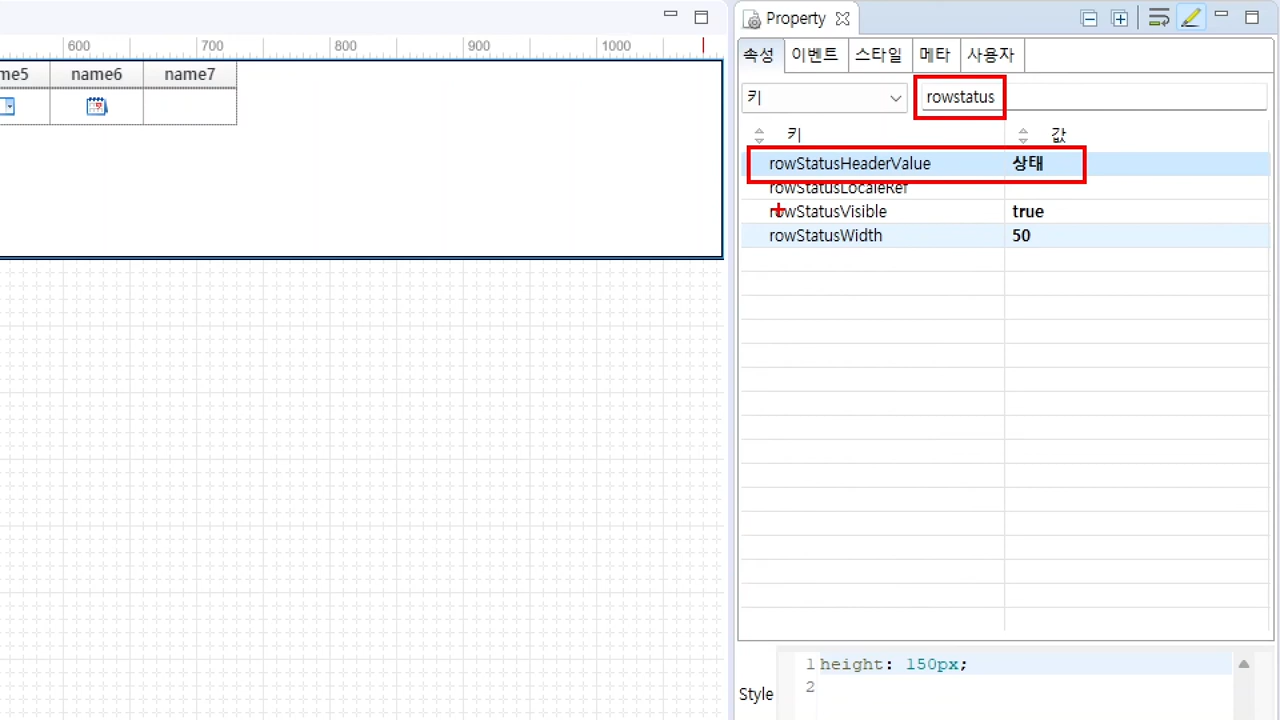 Property
600 700 800 900 1000
속성 이벤트 스타일 메타 사용자
me5 name6 name7
키 rowstatus
키 값
rowStatusHeaderValue 상태
rowStatusLocaleRef
rowStatusVisible true
rowStatusWidth 50
1 height: 150px;
2
Style